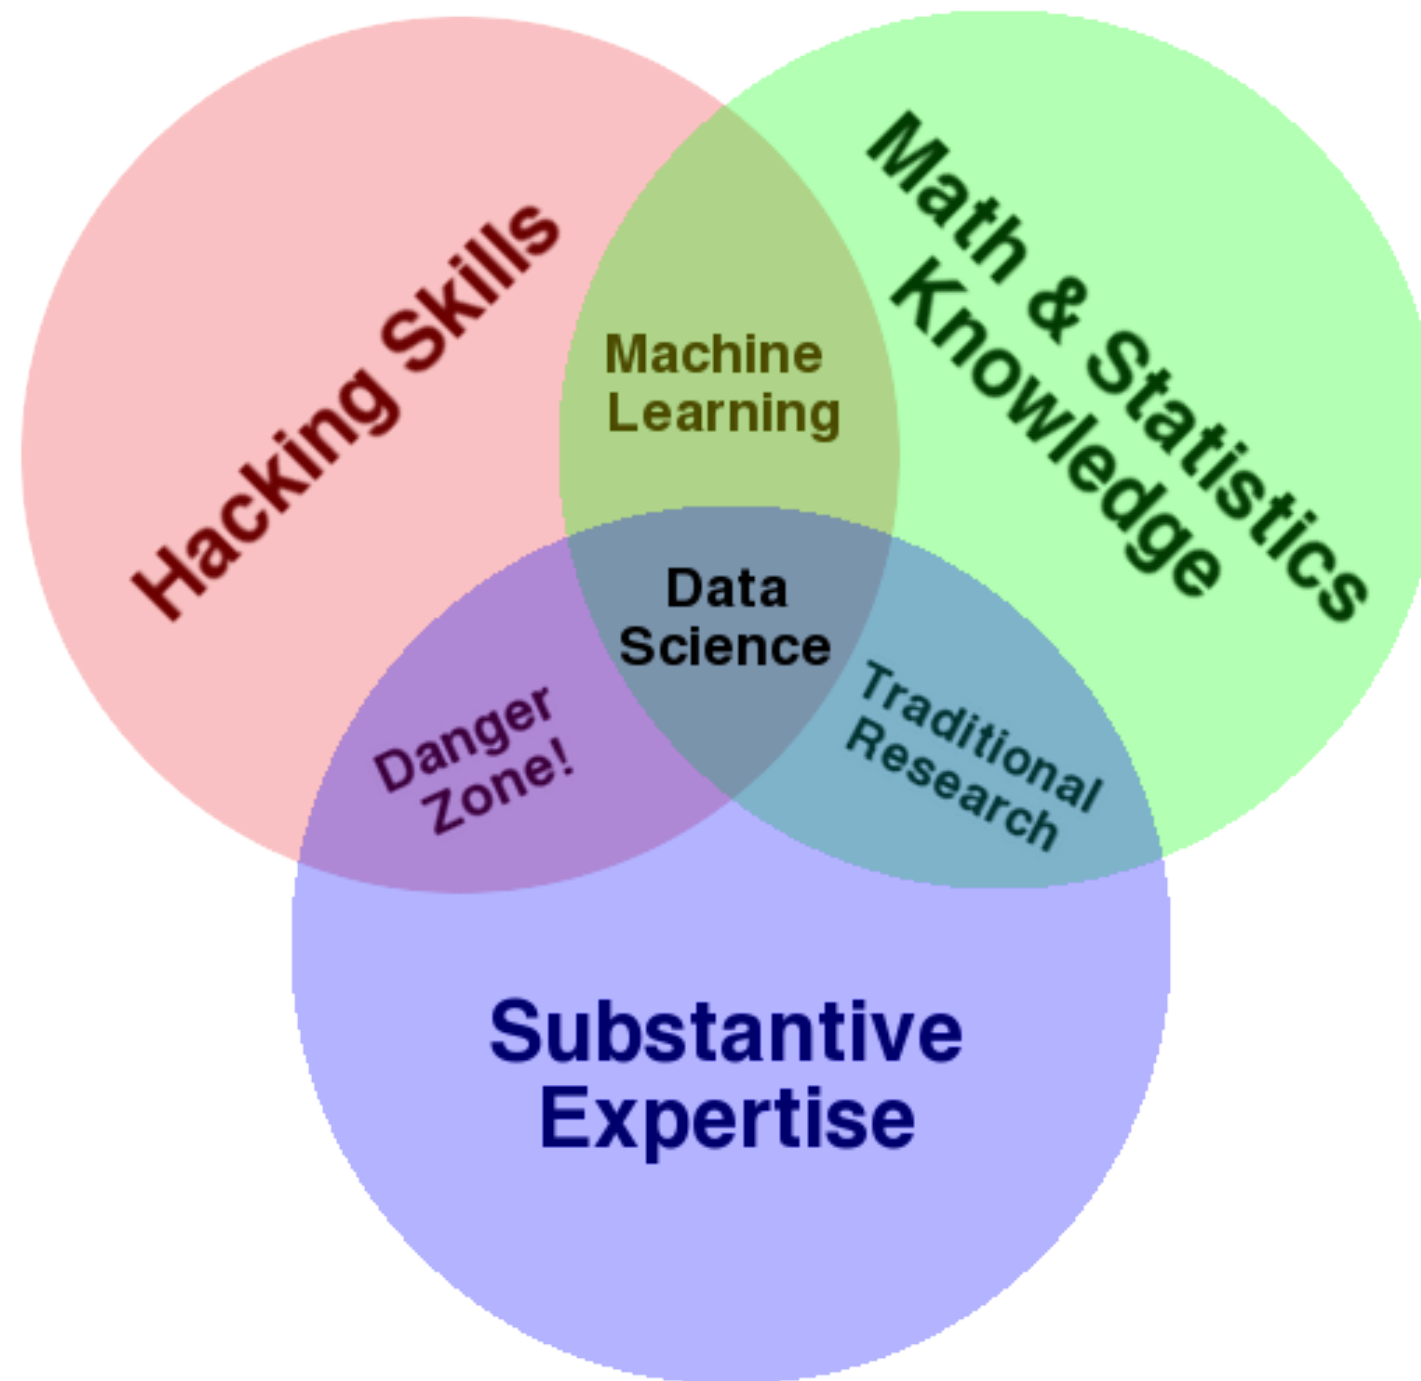 Hacking Skills
Math & Statistics
Knowledge
Machine
Learning
Data
Science
Danger
Zone!
Traditional
Research
Substantive
Expertise